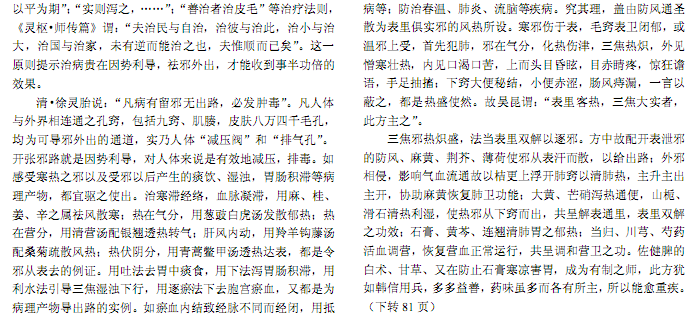 以平为期"；"实则泻之，……"；"善治者治皮毛"等治疗法则，
《灵枢•师传篇》谓："夫治民与自治，治彼与治此，治小与治
大，治国与治家，未有逆而能治之也，夫惟顺而已矣"。这一
原则提示治病贵在因势利导，祛邪外出，才能收到事半功倍的
效果。
清•徐灵胎说："凡病有留邪无出路，必发肿毒"。凡人体
与外界相连通之孔窍，包括九窍、肌腠，皮肤八万四千毛孔，
均为可导邪外出的通道，实乃人体"减压阀"和"排气孔"。
开张邪路就是因势利导，对人体来说是有效地减压，排毒。如
感受寒热之邪以及受邪以后产生的痰饮、湿浊，胃肠积滞等病
理产物，都宜驱之使出。治寒滞经络，血脉凝滞，用麻、桂、
姜、辛之属祛风散寒；热在气分，用葱豉白虎汤发散郁热；热
在营分，用清营汤配银翘透热转气；肝风内动，用羚羊钩藤汤
配桑菊疏散风热；热伏阴分，用青蒿鳖甲汤透热达表，都是令
邪从表去的例证。用吐法去胃中痰食，用下法泻胃肠积滞，用
利水法引导三焦湿浊下行，用逐瘀法下去胞宫瘀血，又都是为
病理产物导出路的实例。如瘀血内结致经脉不同而经闭，用抵
病等；防治春温、肺炎、流脑等疾病。究其理，盖由防风通圣
散为表里俱实邪的风热所设。寒邪伤于表，毛窍表卫闭郁，或
温邪上受，首先犯肺，邪在气分，化热伤津，三焦热炽，外见
憎寒壮热，内见口渴口苦，上而头目昏眩，目赤睛疼，惊狂谵
语，手足抽搐；下窍大便秘结，小便赤涩，肠风痔漏，一言以
蔽之，都是热盛使然。故吴昆谓："表里客热，三焦大实者，
此方主之"。
三焦邪热炽盛，法当表里双解以逐邪。方中故配开表泄邪
的防风、麻黄、荆芥、薄荷使邪从表汗而散，以给出路；外邪
相侵，影响气血流通故以桔更上浮开肺窍以清肺热，主升主出
主开，协助麻黄恢复肺卫功能；大黄、芒硝泻热通便，山栀、
滑石清热利湿，使热邪从下窍而出，共呈解表通里，表里双解
之功效；石膏、黄芩、连翘清肺胃之郁热；当归、川芎、芍药
活血调营，恢复营血正常运行，共呈调和营卫之功。佐健脾的
白术、甘草，又在防止石膏寒凉害胃，成为有制之师，此方犹
如韩信用兵，多多益善，药味虽多而各有所主，所以能愈重疾。
（下转 81 页）